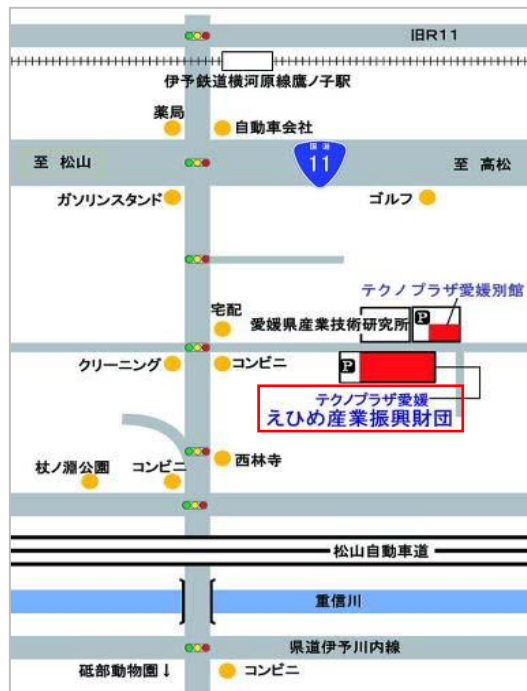 旧R11
伊予鉄道横河原線鷹ノ子駅
薬局
自動車会社
至 松山
国道
11
至 高松
ガソリンスタンド
ゴルフ
テクノプラザ愛媛別館
宅配
愛媛県産業技術研究所
P
クリーニング
コンビニ
P
テクノプラザ愛媛
えひめ産業振興財団
杖ノ淵公園
コンビニ
西林寺
松山自動車道
重信川
県道伊予川内線
砥部動物園↓
コンビニ